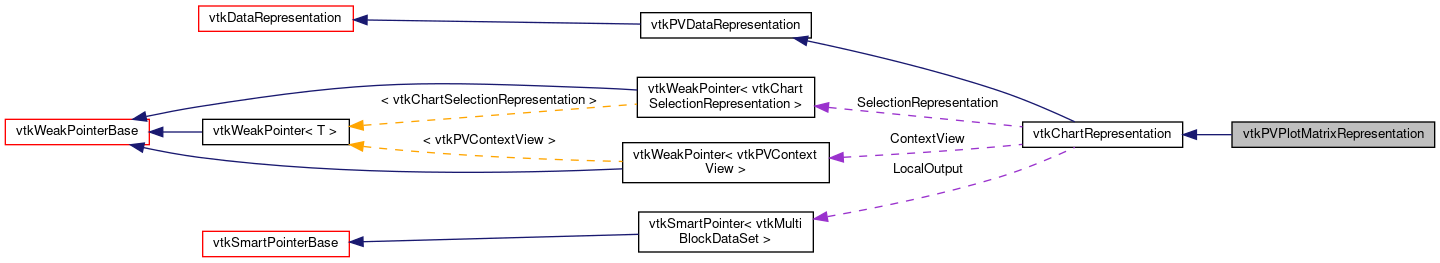 vtkDataRepresentation
vtkPVDataRepresentation
vtkWeakPointer< vtkChart
SelectionRepresentation >
< vtkChartSelectionRepresentation >
SelectionRepresentation
vtkWeakPointerBase
vtkWeakPointer< T >
vtkChartRepresentation
vtkPVPlotMatrixRepresentation
< vtkPVContextView >
ContextView
vtkWeakPointer< vtkPVContext
View >
LocalOutput
vtkSmartPointer< vtkMulti
BlockDataSet >
vtkSmartPointerBase